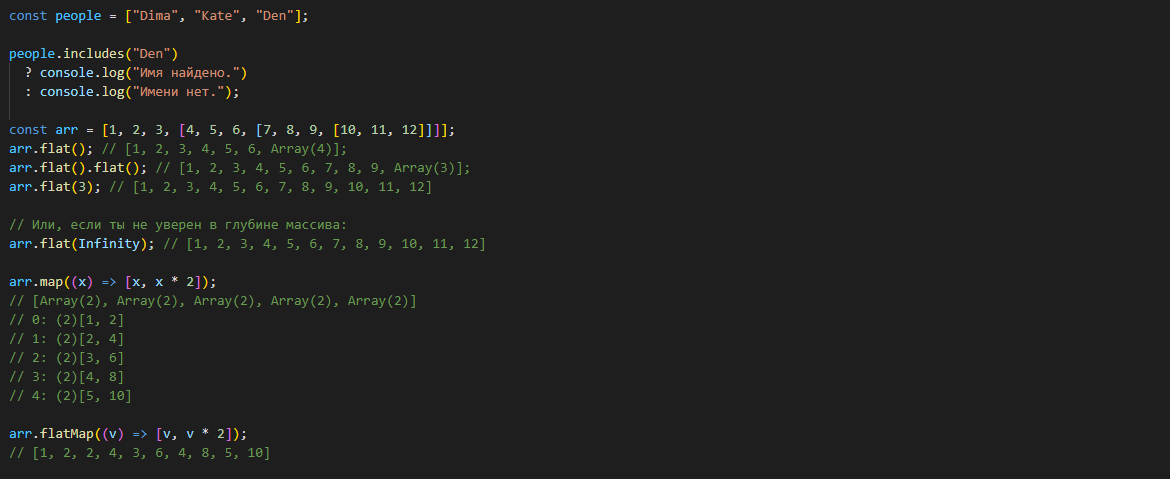 const people = ["Dima", "Kate", "Den"];
people.includes("Den")
? console.log("Имя найдено.")
: console.log("Имени нет.");
const arr = [1, 2, 3, [4, 5, 6, [7, 8, 9, [10, 11, 12]]]];
arr.flat(); // [1, 2, 3, 4, 5, 6, Array(4)];
arr.flat().flat(); // [1, 2, 3, 4, 5, 6, 7, 8, 9, Array(3)];
arr.flat(3); // [1, 2, 3, 4, 5, 6, 7, 8, 9, 10, 11, 12]
// Или, если ты не уверен в глубине массива:
arr.flat(Infinity); // [1, 2, 3, 4, 5, 6, 7, 8, 9, 10, 11, 12]
arr.map((x) => [x, x * 2]);
// [Array(2), Array(2), Array(2), Array(2), Array(2)]
// 0: (2)[1, 2]
// 1: (2)[2, 4]
// 2: (2)[3, 6]
// 3: (2)[4, 8]
// 4: (2)[5, 10]
arr.flatMap((v) => [v, v * 2]);
// [1, 2, 2, 4, 3, 6, 4, 8, 5, 10]